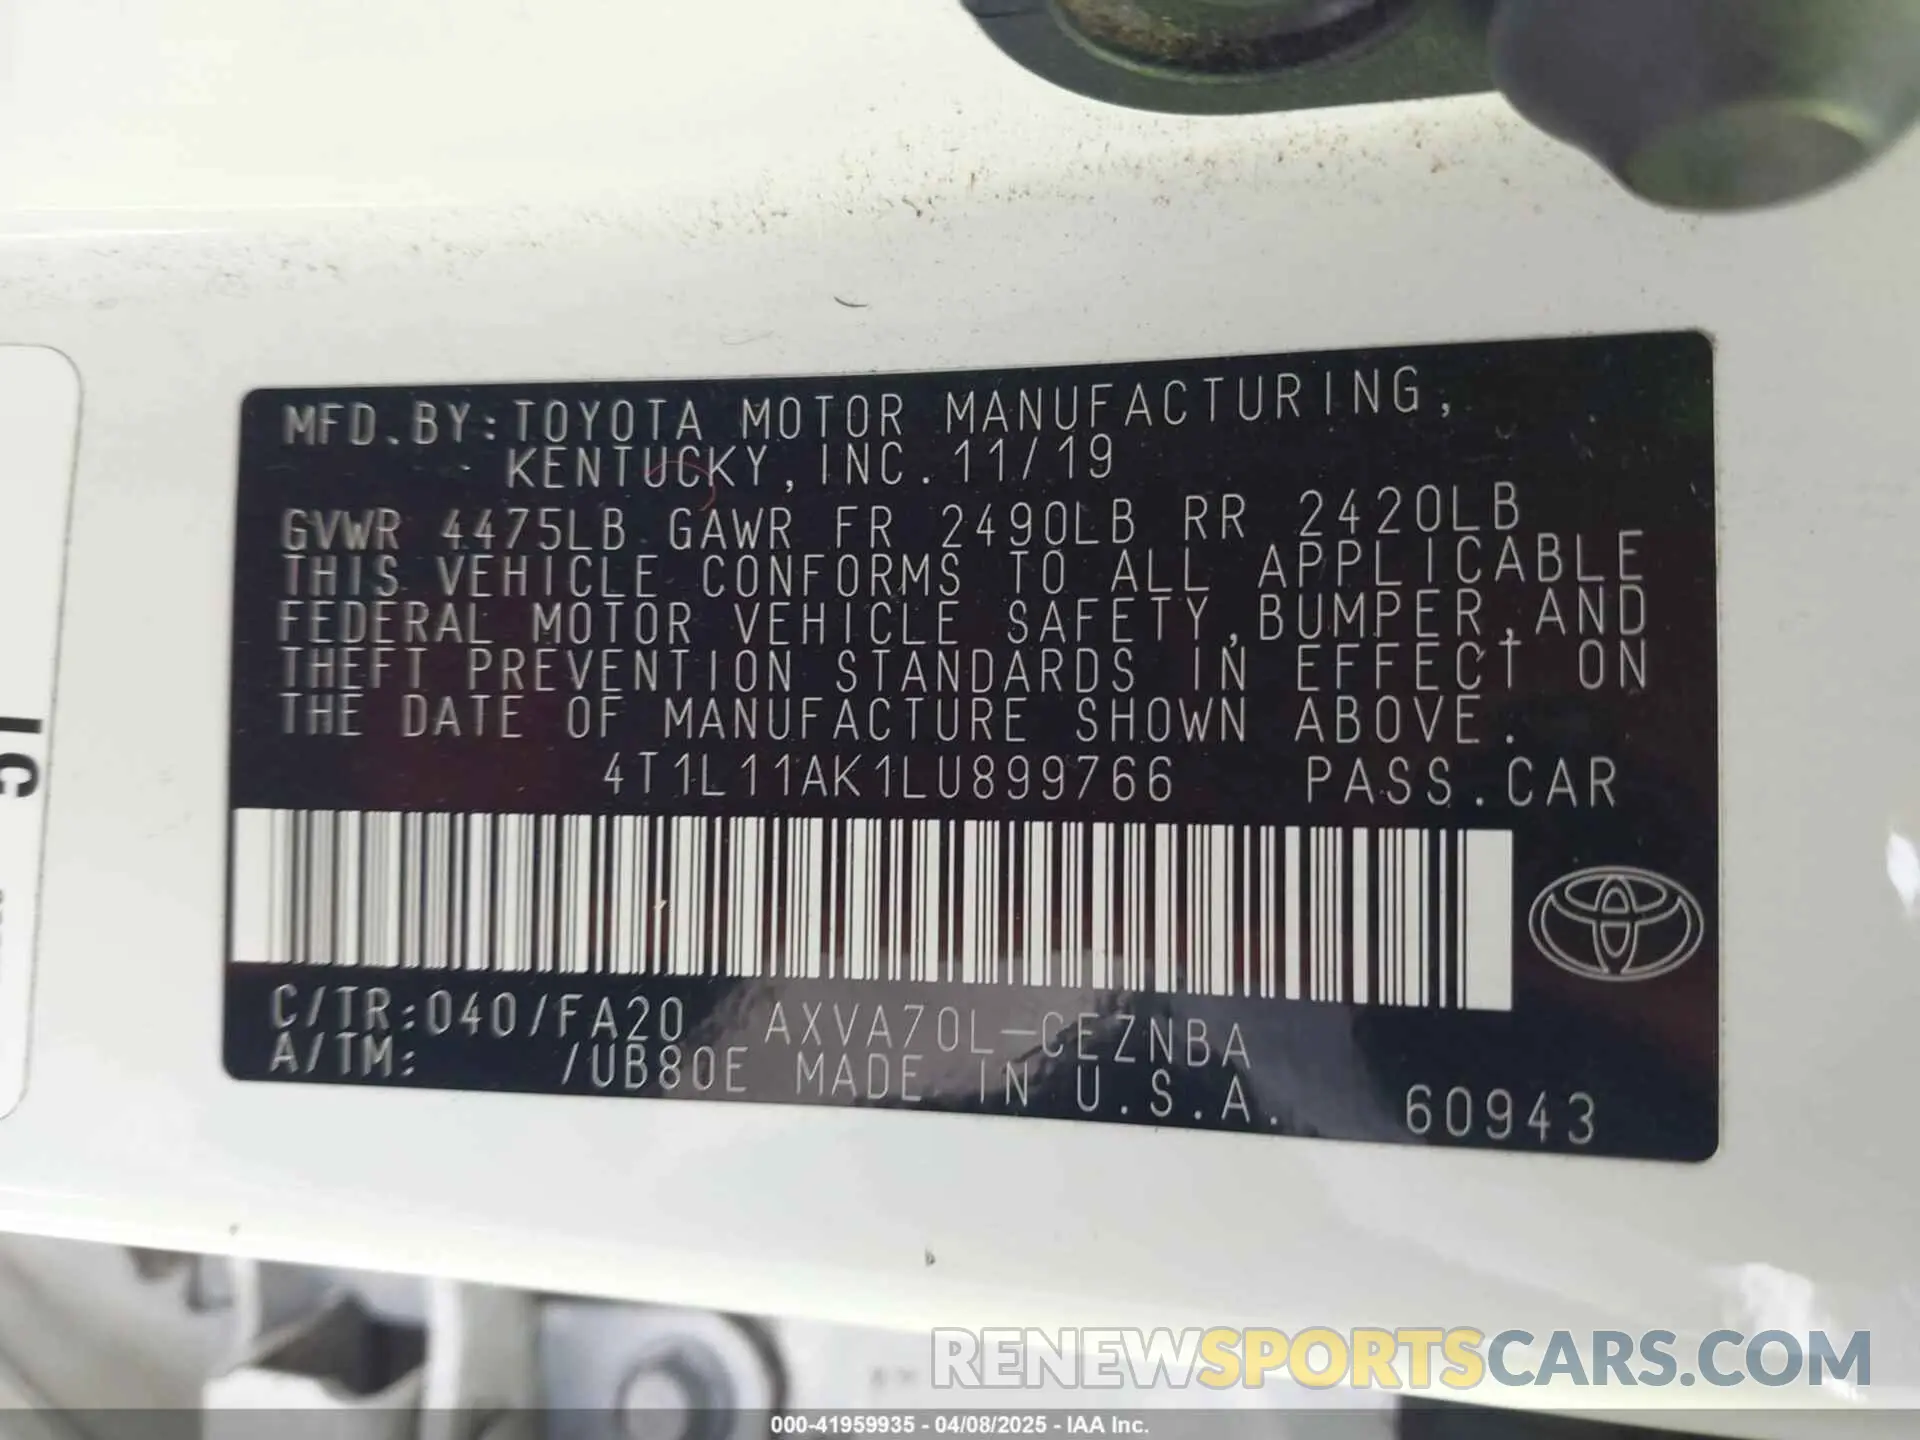 MFD.BY:TOYOTA MOTOR MANUFACTURING,
KENTUCKY, INC. 11/19
GVWR 4475LB GAWR FR 2490LB RR 2420LB
THIS VEHICLE CONFORMS TO ALL APPLICABLE
FEDERAL MOTOR VEHICLE SAFETY, BUMPER, AND
THEFT PREVENTION STANDARDS IN EFFECT ON
THE DATE OF MANUFACTURE SHOWN ABOVE.
4T1L11AK1LU899766 PASS.CAR
C/TR:040/FA20 AXVA70L-CEZNBA
A/TM: /UB80E MADE IN U.S.A.
60943
RENEWSPORTSCARS.COM
000-41959935 - 04/08/2025 - IAA Inc.